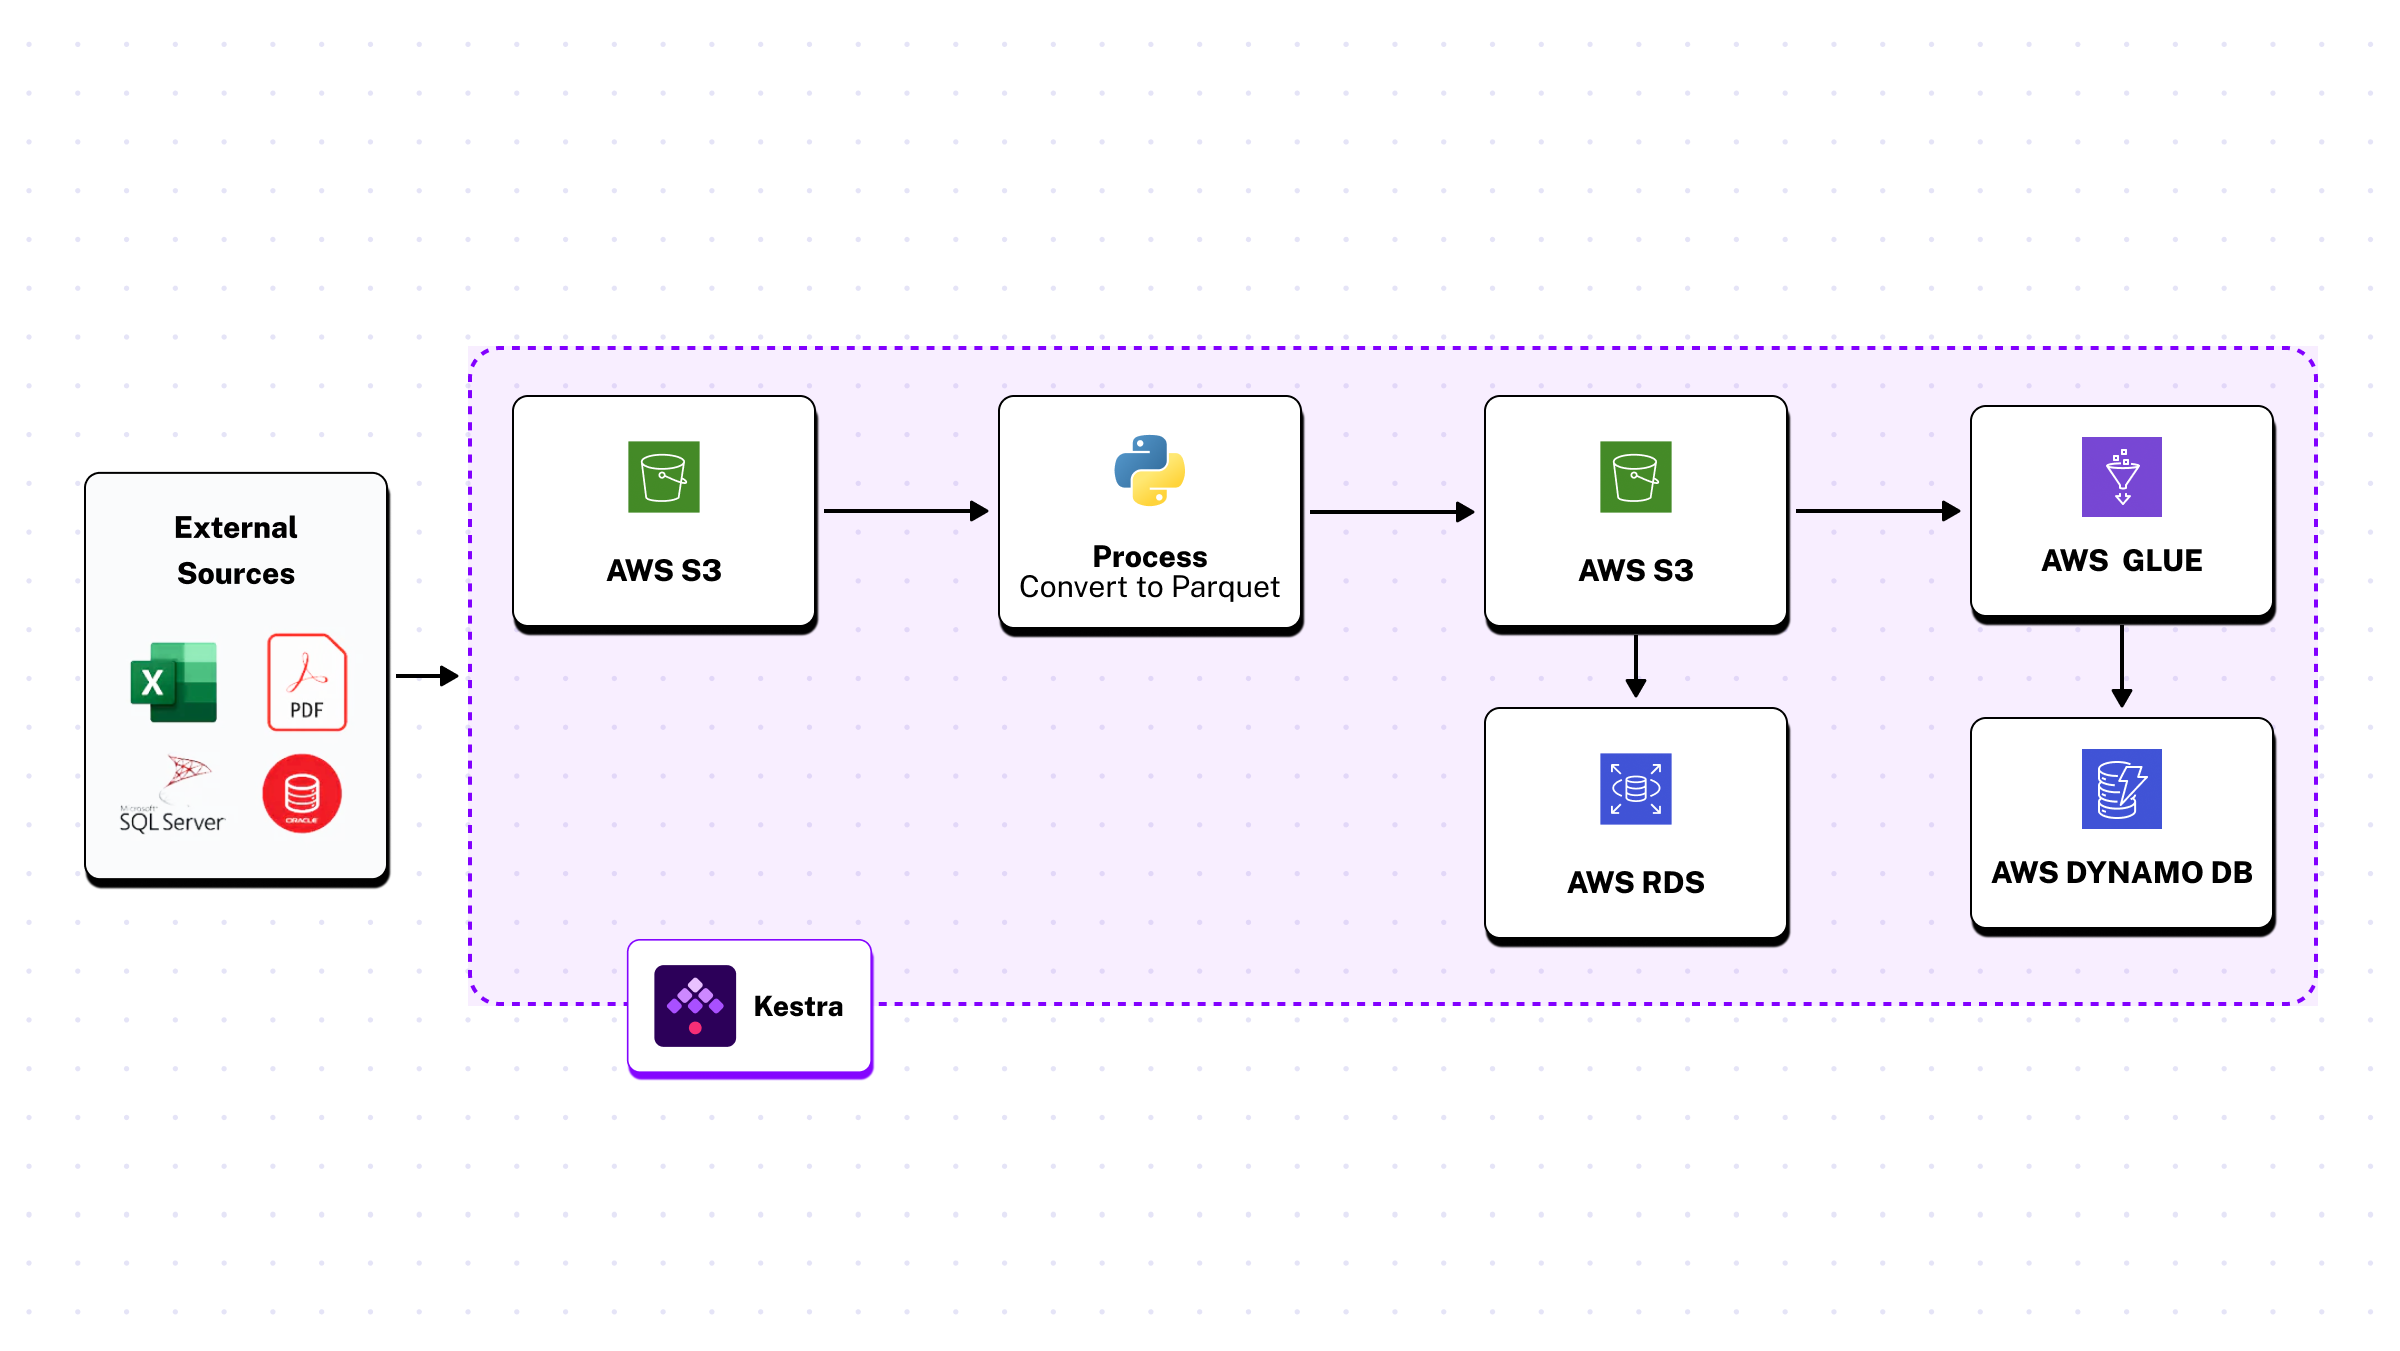 External
Sources
X
PDF
Microsoft
SQL Server
ORACLE
AWS S3
Process
Convert to Parquet
AWS S3
AWS GLUE
AWS RDS
AWS DYNAMO DB
Kestra